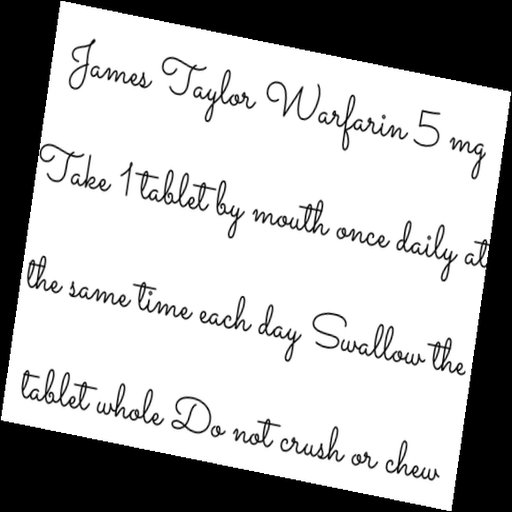 James Taylor Warfarin 5 mg
Take 1 tablet by mouth once daily at
the same time each day Swallow the
tablet whole Do not crush or chew